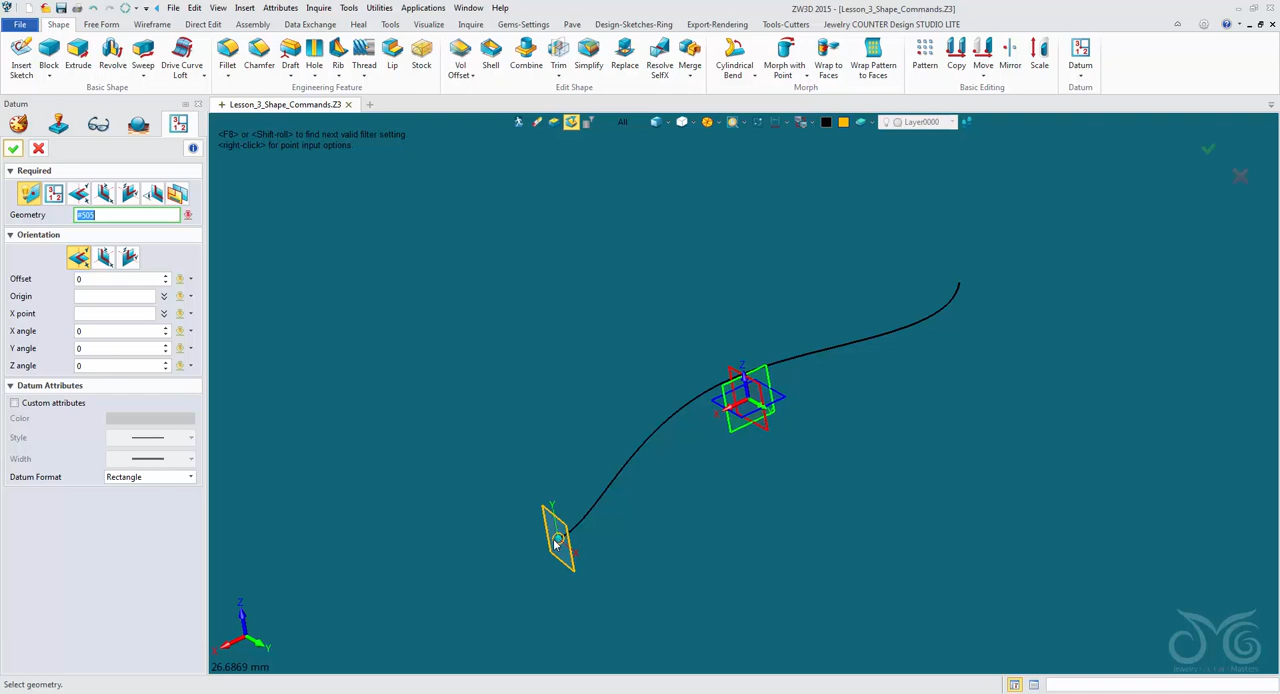 File Edit View Insert Attributes Inquire Tools Utilities Applications Window Help
ZW3D 2015 - [Lesson_3_Shape_Commands.Z3]
File Shape Free Form Wireframe Direct Edit Assembly Data Exchange Heal Tools Visualize Inquire Gems-Settings Pave Design-Sketches-Ring Export-Rendering Tools-Cutters Jewelry COUNTER Design STUDIO LITE
Insert Sketch Block Extrude Revolve Sweep Drive Curve Loft Fillet Chamfer Draft Hole Rib Thread Lip Stock Vol Offset Shell Combine Trim Simplify Replace Resolve SelfX Merge Cylindrical Bend Morph with Point Wrap to Faces Wrap Pattern to Faces Pattern Copy Move Mirror Scale Datum
Basic Shape Engineering Feature Edit Shape Morph Basic Editing Datum
Datum
Lesson_3_Shape_Commands.Z3
<F8> or <Shift-roll> to find next valid filter setting.
<right-click> for point input options
All
Layer0000
Required
Geometry #505
Orientation
Offset 0
Origin
X point
X angle 0
Y angle 0
Z angle 0
Datum Attributes
Custom attributes
Color
Style
Width
Datum Format Rectangle
Z
X
Y
Y
X
Z
X
Y
26.6869 mm
Select geometry.